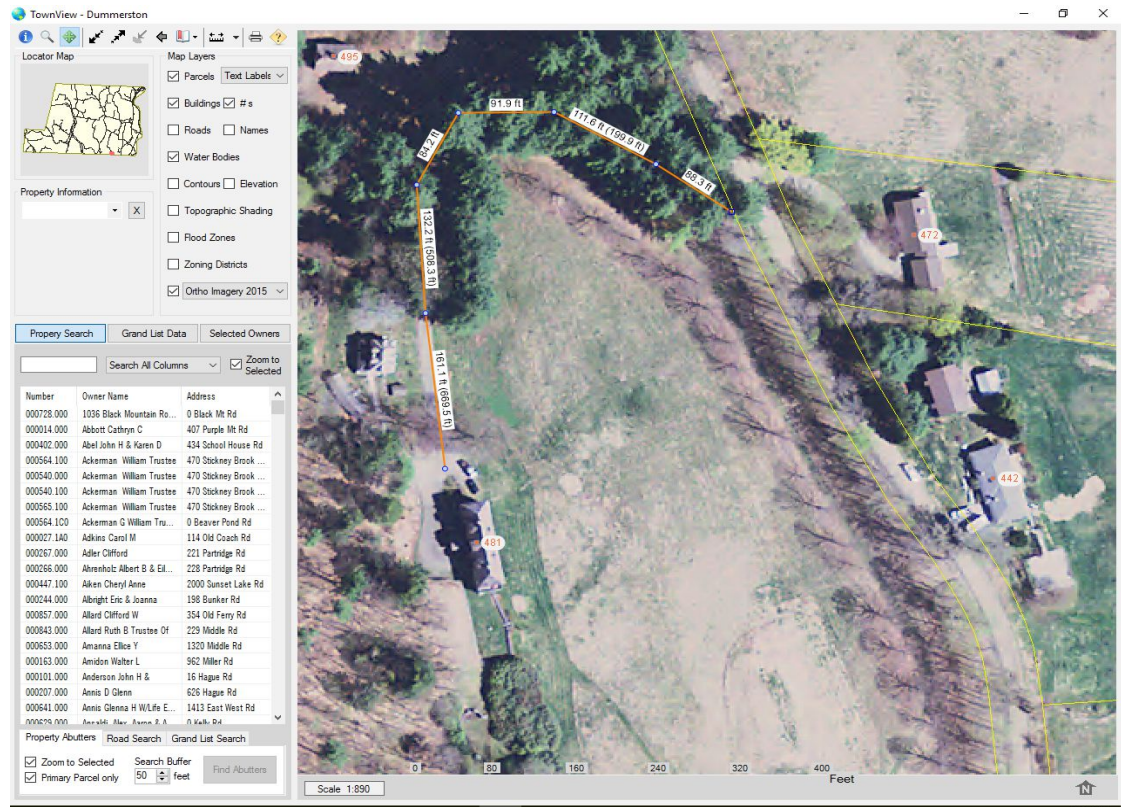 TownView - Dummerston
Locator Map
Map Layers
Parcels Text Labels
Buildings # s
Roads Names
Water Bodies
Contours Elevation
Topographic Shading
Flood Zones
Zoning Districts
Ortho Imagery 2015
Property Information
X
Propery Search Grand List Data Selected Owners
Search All Columns Zoom to Selected
Number Owner Name Address
000728.000 1036 Black Mountain Ro... 0 Black Mt Rd
000014.000 Abbott Cathryn C 407 Purple Mt Rd
000402.000 Abel John H & Karen D 434 School House Rd
000564.100 Ackerman William Trustee 470 Stickney Brook ...
000540.000 Ackerman William Trustee 470 Stickney Brook ...
000540.100 Ackerman William Trustee 470 Stickney Brook ...
000565.100 Ackerman William Trustee 470 Stickney Brook ...
000564.1C0 Ackerman G William Tru... 0 Beaver Pond Rd
000027.1A0 Adkins Carol M 114 Old Coach Rd
000267.000 Adler Clifford 221 Partridge Rd
000266.000 Ahrenholz Albert B & Eil... 228 Partridge Rd
000447.100 Aiken Cheryl Anne 2000 Sunset Lake Rd
000244.000 Albright Eric & Joanna 198 Bunker Rd
000857.000 Allard Clifford W 354 Old Ferry Rd
000843.000 Allard Ruth B Trustee Of 229 Middle Rd
000653.000 Amanna Ellice Y 1320 Middle Rd
000163.000 Amidon Walter L 962 Miller Rd
000101.000 Anderson John H & 16 Hague Rd
000207.000 Annis D Glenn 626 Hague Rd
000641.000 Annis Glenna H W/Life E... 1413 East West Rd
000629.000 Ansaldi, Alex, Aaron & A 0 Kelly Rd
Property Abutters Road Search Grand List Search
Zoom to Selected
Primary Parcel only
Search Buffer
50 feet
Find Abutters
495
91.9 ft
111.6 ft (199.9 ft)
84.2 ft
88.3 ft
132.2 ft (508.3 ft)
472
161.1 ft (669.5 ft)
442
481
0 80 160 240 320 400
Feet
Scale 1:890
N